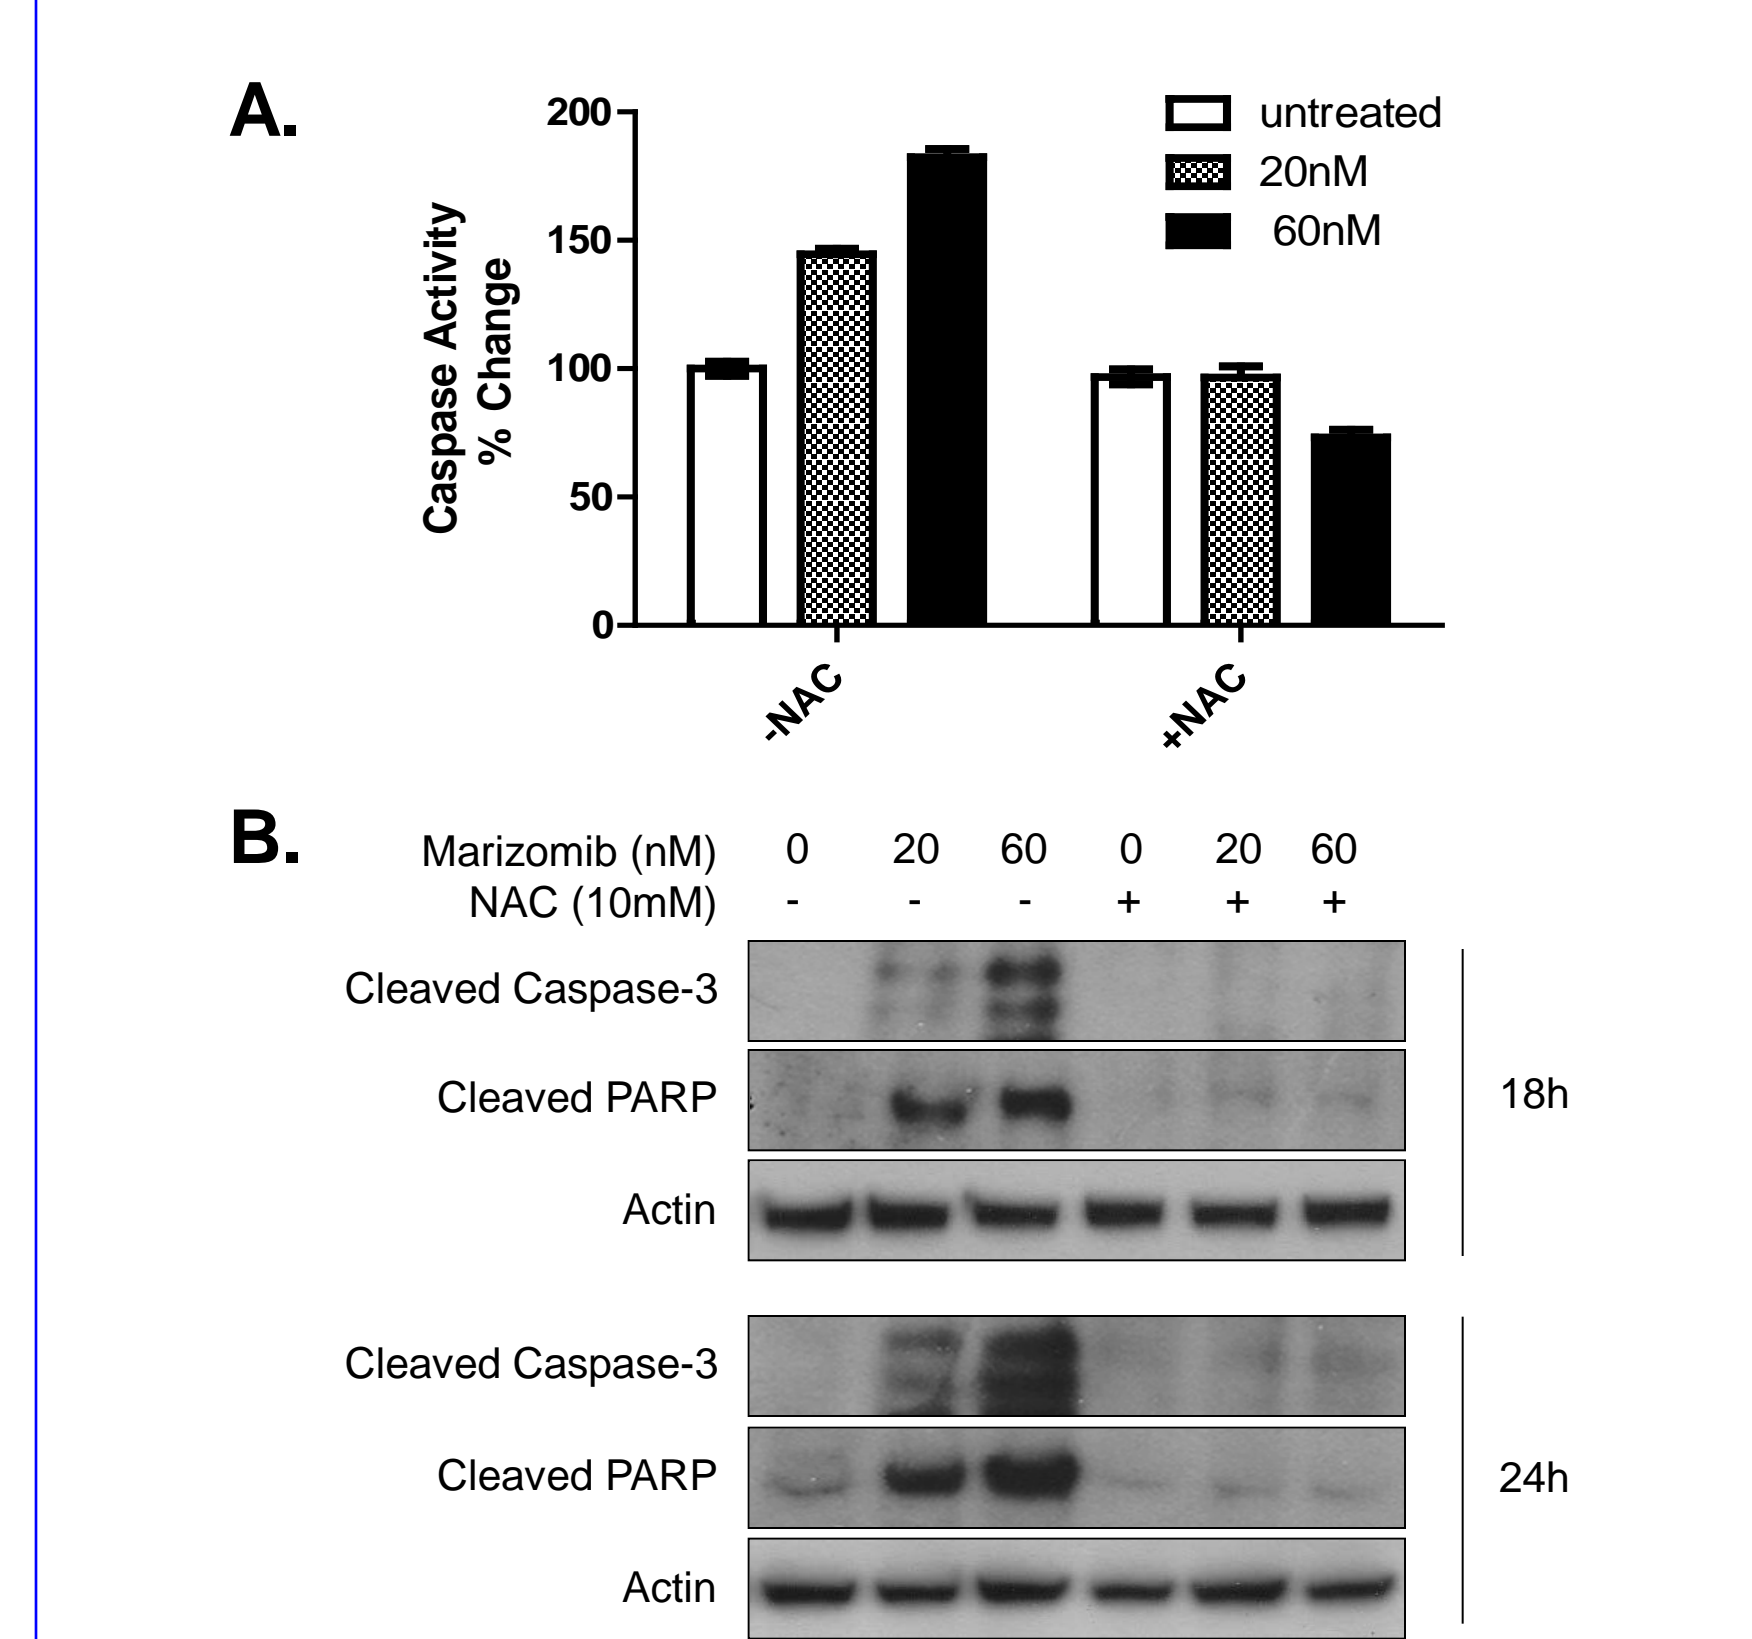 A.
200
150
100
50
0
Caspase Activity
% Change
untreated
20nM
60nM
-NAC
+NAC
B.
Marizomib (nM) 0 20 60 0 20 60
NAC (10mM) - - - + + +
Cleaved Caspase-3
Cleaved PARP
Actin
18h
Cleaved Caspase-3
Cleaved PARP
Actin
24h